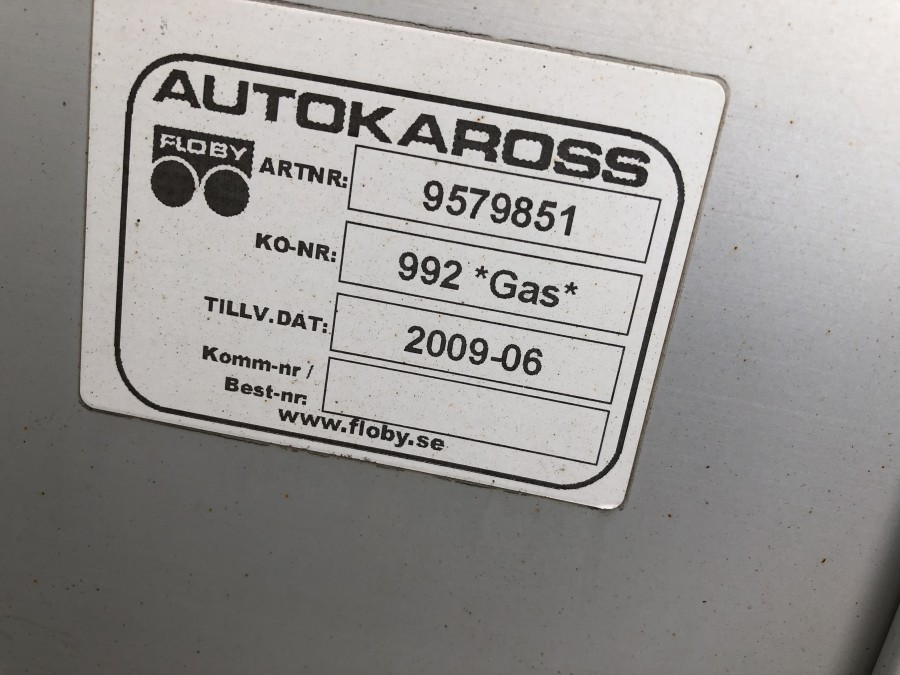 AUTOKAROSS
FLOBY
ARTNR: 9579851
KO-NR: 992 *Gas*
TILLV.DAT: 2009-06
Komm-nr /
Best-nr:
www.floby.se